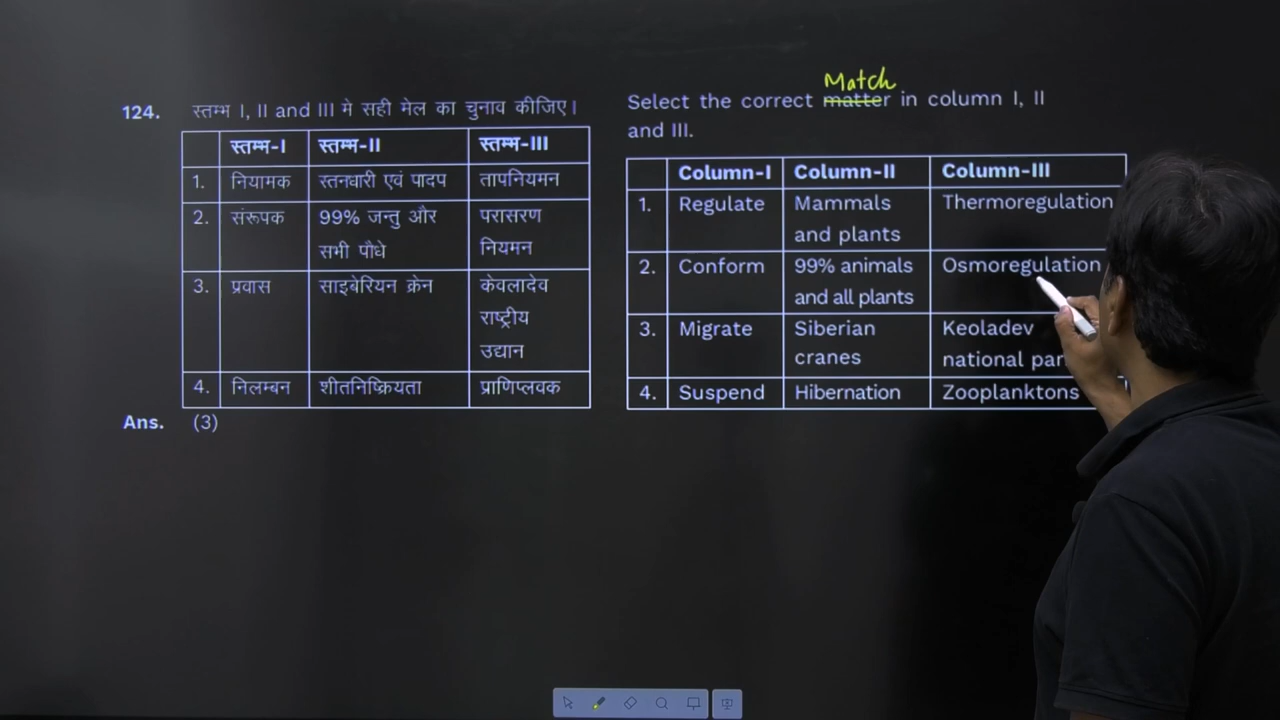 124. स्तम्भ I, II and III मे सही मेल का चुनाव कीजिए।
स्तम्भ-I स्तम्भ-II स्तम्भ-III
1. नियामक स्तनधारी एवं पादप तापनियमन
2. संरूपक 99% जन्तु और परासरण
सभी पौधे नियमन
3. प्रवास साइबेरियन क्रेन केवलादेव
राष्ट्रीय
उद्यान
4. निलम्बन शीतनिष्क्रियता प्राणिप्लवक
Ans. (3)
Match
Select the correct matter in column I, II
and III.
Column-I Column-II Column-III
1. Regulate Mammals Thermoregulation
and plants
2. Conform 99% animals Osmoregulation
and all plants
3. Migrate Siberian Keoladev
cranes national par
4. Suspend Hibernation Zooplanktons